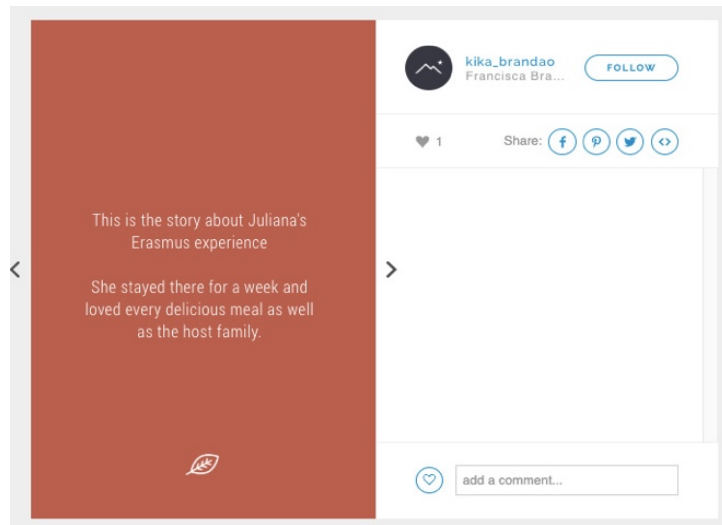 This is the story about Juliana's
Erasmus experience
She stayed there for a week and
loved every delicious meal as well
as the host family.
kika_brandao
Francisca Bra...
FOLLOW
1
Share:
add a comment...